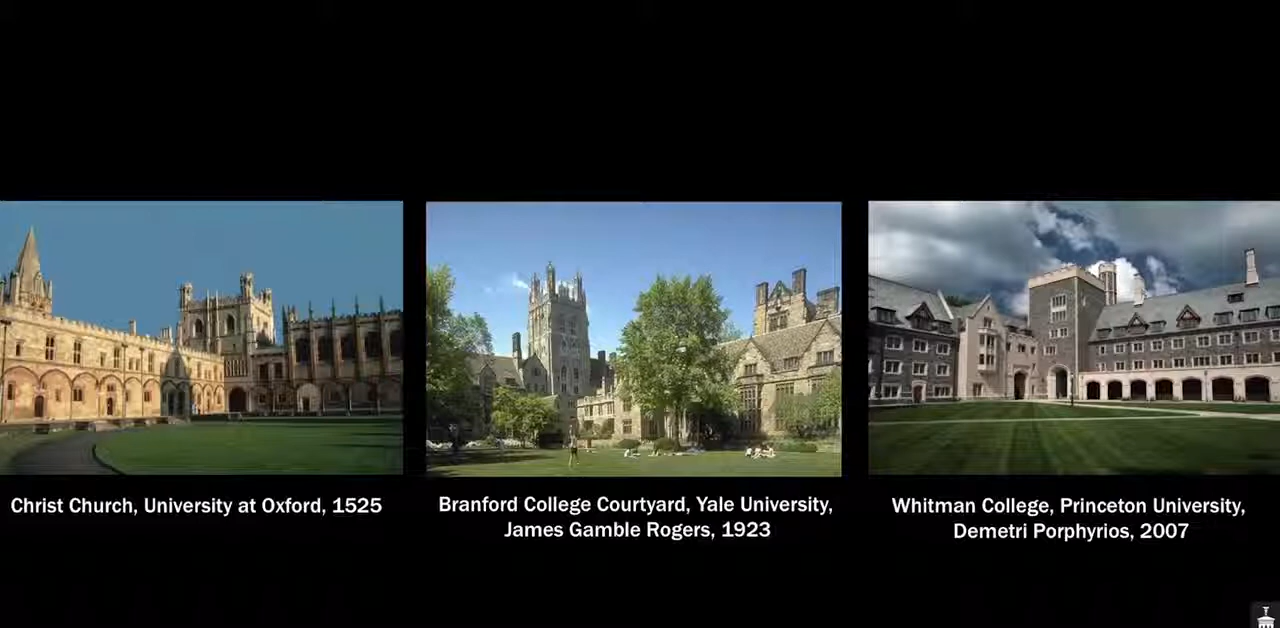 Christ Church, University at Oxford, 1525
Branford College Courtyard, Yale University,
James Gamble Rogers, 1923
Whitman College, Princeton University,
Demetri Porphyrios, 2007